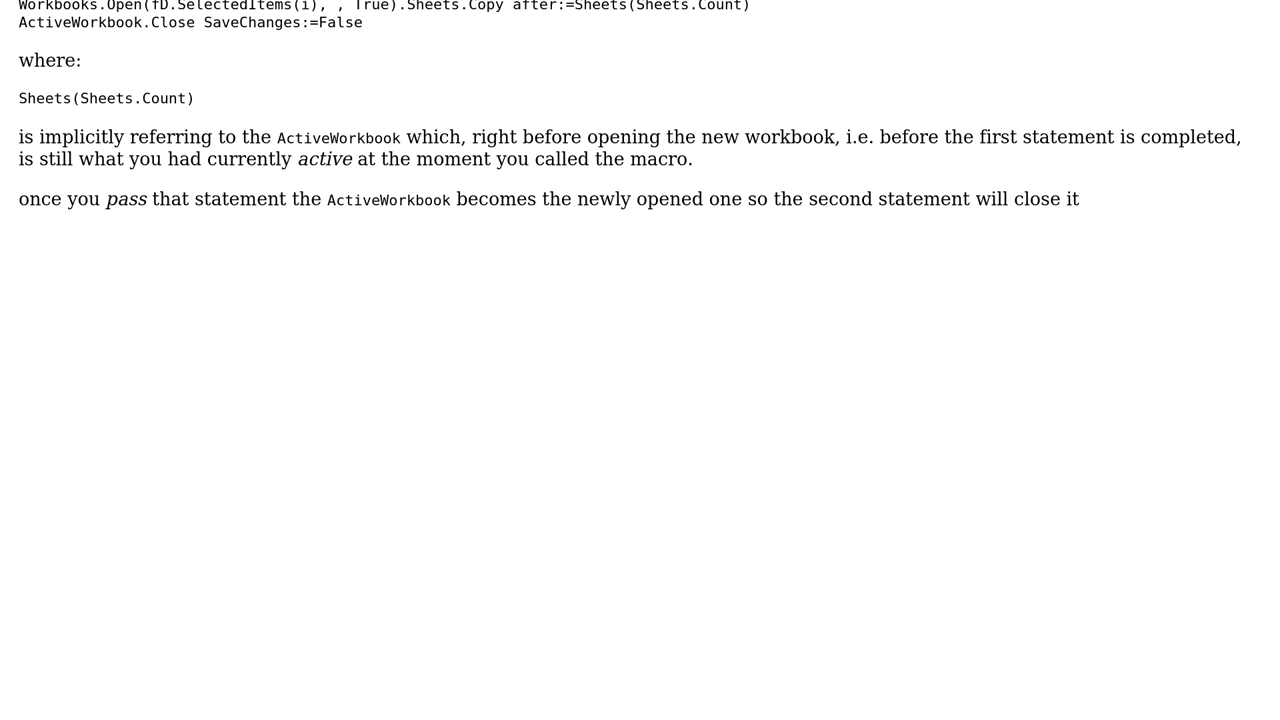 Workbooks.Open(fD.SelectedItems(i), , True).Sheets.Copy after:=Sheets(Sheets.Count)
ActiveWorkbook.Close SaveChanges:=False
where:
Sheets(Sheets.Count)
is implicitly referring to the ActiveWorkbook which, right before opening the new workbook, i.e. before the first statement is completed,
is still what you had currently active at the moment you called the macro.
once you pass that statement the ActiveWorkbook becomes the newly opened one so the second statement will close it